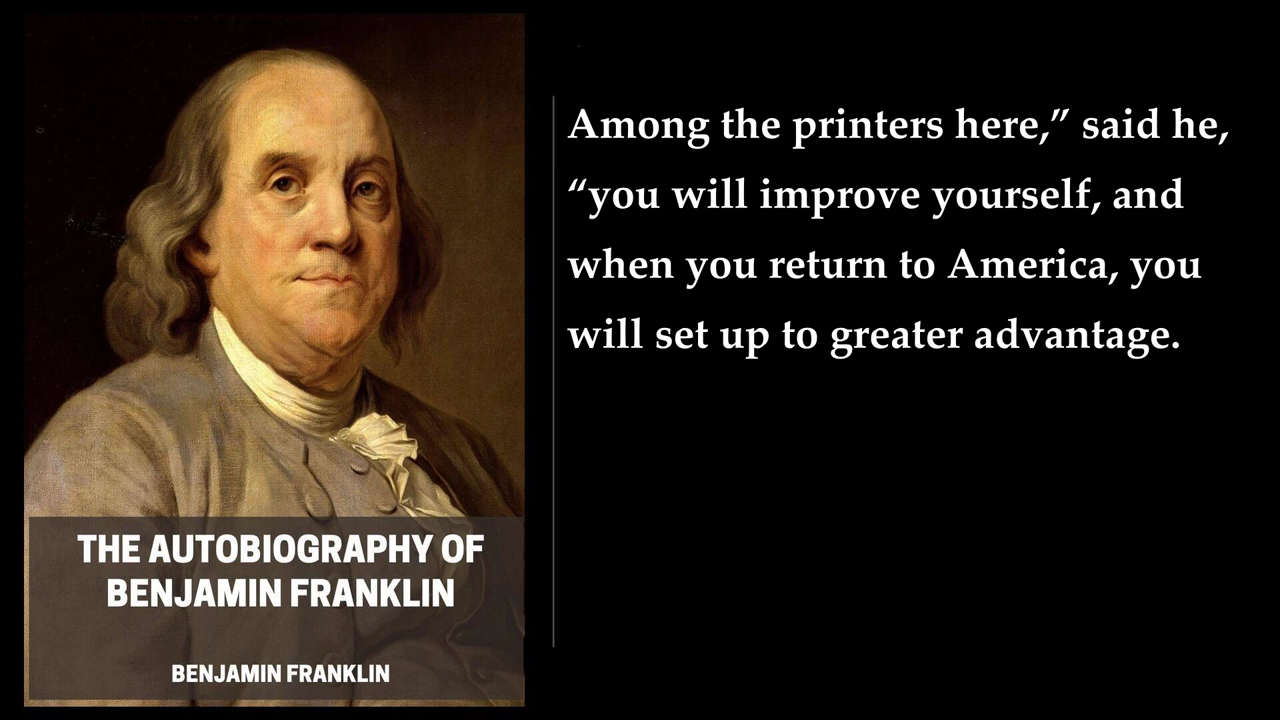 THE AUTOBIOGRAPHY OF
BENJAMIN FRANKLIN
BENJAMIN FRANKLIN
Among the printers here,” said he,
“you will improve yourself, and
when you return to America, you
will set up to greater advantage.